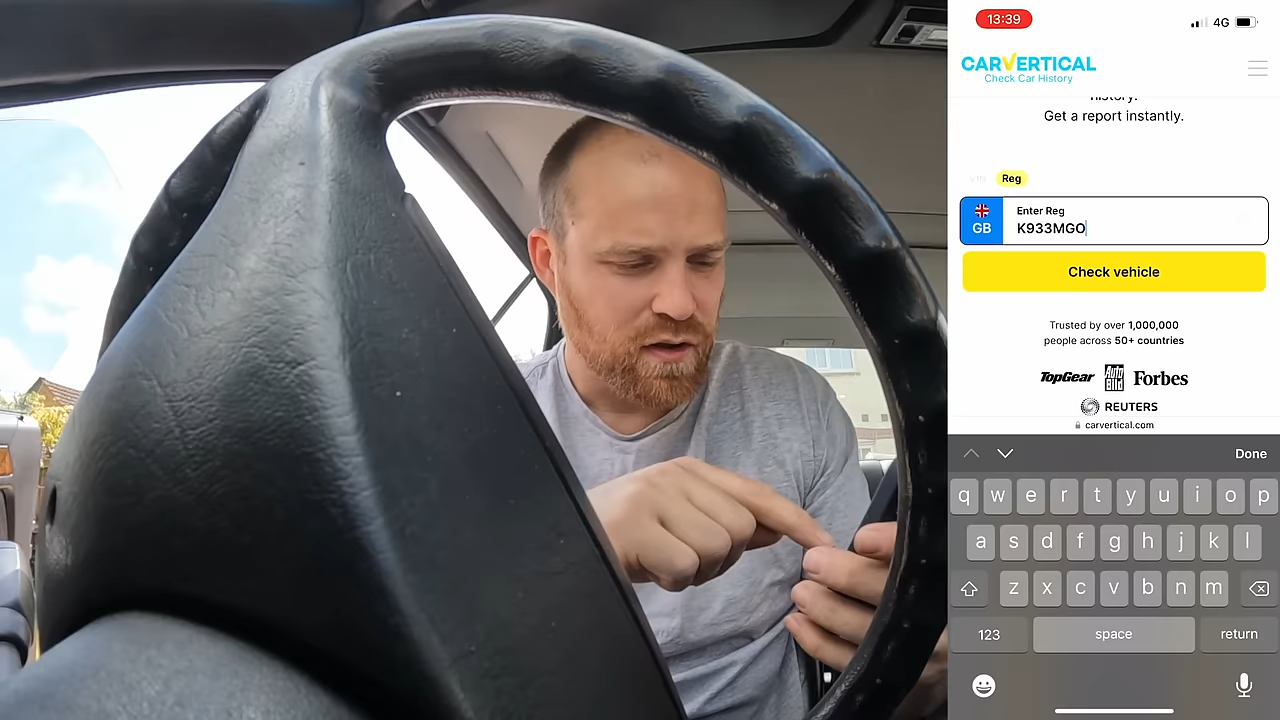 13:39
4G
CARVERTICAL
Check Car History
history.
Get a report instantly.
VIN Reg
GB
Enter Reg
K933MGO
Check vehicle
Trusted by over 1,000,000
people across 50+ countries
TopGear AUTO BILD Forbes
REUTERS
carvertical.com
Done
q w e r t y u i o p
a s d f g h j k l
z x c v b n m
123 space return